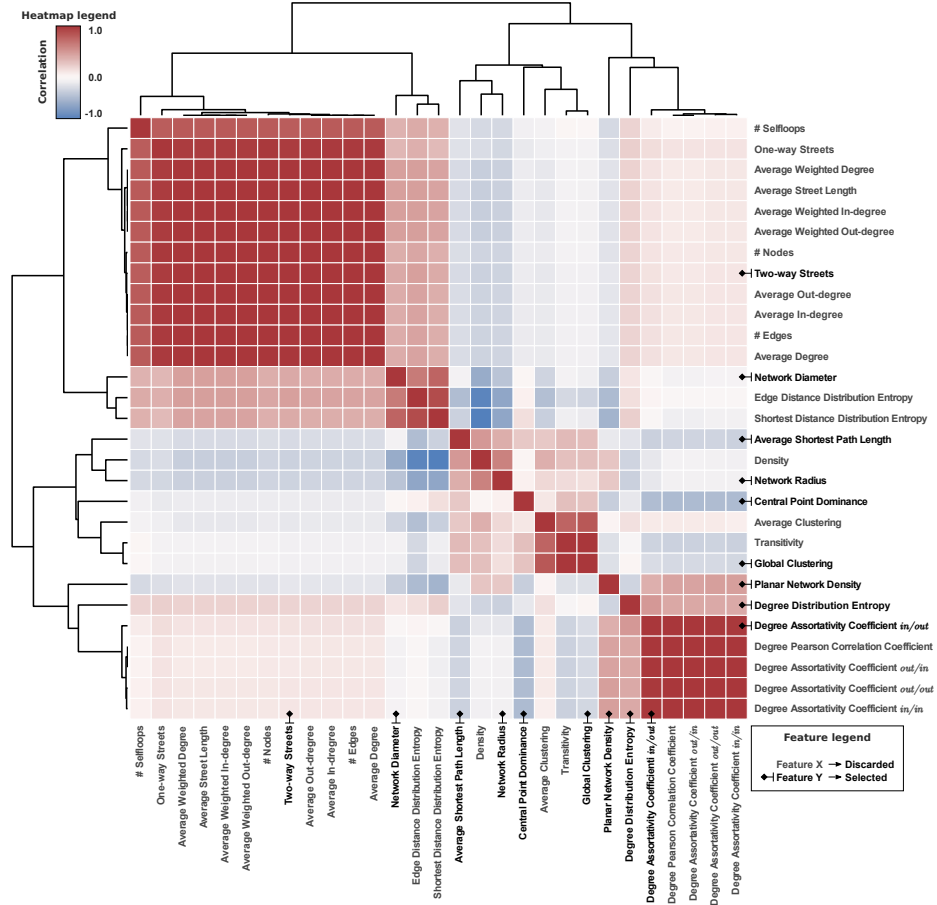 Heatmap legend
Correlation
1.0
0.0
-1.0
# Selfloops
One-way Streets
Average Weighted Degree
Average Street Length
Average Weighted In-degree
Average Weighted Out-degree
# Nodes
Two-way Streets
Average Out-degree
Average In-degree
# Edges
Average Degree
Network Diameter
Edge Distance Distribution Entropy
Shortest Distance Distribution Entropy
Average Shortest Path Length
Density
Network Radius
Central Point Dominance
Average Clustering
Transitivity
Global Clustering
Planar Network Density
Degree Distribution Entropy
Degree Assortativity Coefficient in/out
Degree Pearson Correlation Coefficient
Degree Assortativity Coefficient out/in
Degree Assortativity Coefficient out/out
Degree Assortativity Coefficient in/in
# Selfloops
One-way Streets
Average Weighted Degree
Average Street Length
Average Weighted In-degree
Average Weighted Out-degree
# Nodes
Two-way Streets
Average Out-dregree
Average In-dregree
# Edges
Average Degree
Network Diameter
Edge Distance Distribution Entropy
Shortest Distance Distribution Entropy
Average Shortest Path Length
Density
Network Radius
Central Point Dominance
Average Clustering
Transitivity
Global Clustering
Planar Network Density
Degree Distribution Entropy
Degree Assortativity Coefficienti in/out
Degree Pearson Correlation Coefficient
Degree Assortativity Coefficient out/in
Degree Assortativity Coefficient out/out
Degree Assortativity Coefficient in/in
Feature legend
Feature X Discarded
Feature Y Selected